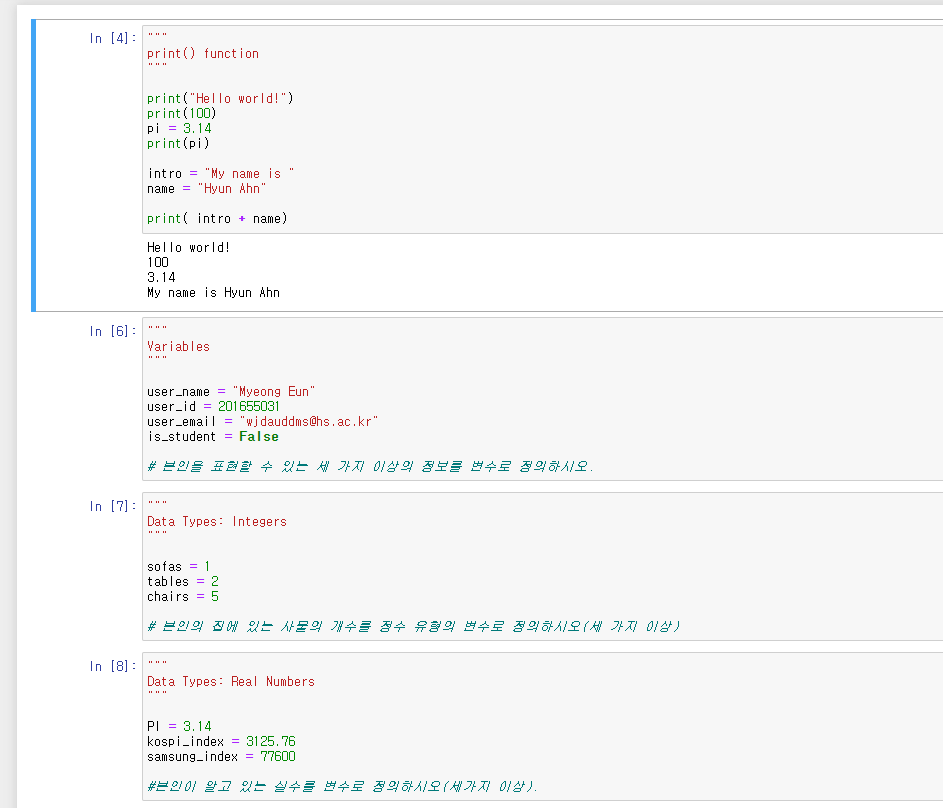 In [4]:
"""
print() function
"""
print("Hello world!")
print(100)
pi = 3.14
print(pi)
intro = "My name is "
name = "Hyun Ahn"
print( intro + name)
Hello world!
100
3.14
My name is Hyun Ahn
In [6]:
"""
Variables
"""
user_name = "Myeong Eun"
user_id = 201655031
user_email = "wjdauddms@hs.ac.kr"
is_student = False
# 본인을 표현할 수 있는 세 가지 이상의 정보를 변수로 정의하시오.
In [7]:
"""
Data Types: Integers
"""
sofas = 1
tables = 2
chairs = 5
# 본인의 집에 있는 사물의 개수를 정수 유형의 변수로 정의하시오(세 가지 이상)
In [8]:
"""
Data Types: Real Numbers
"""
PI = 3.14
kospi_index = 3125.76
samsung_index = 77600
#본인이 알고 있는 실수를 변수로 정의하시오(세가지 이상).